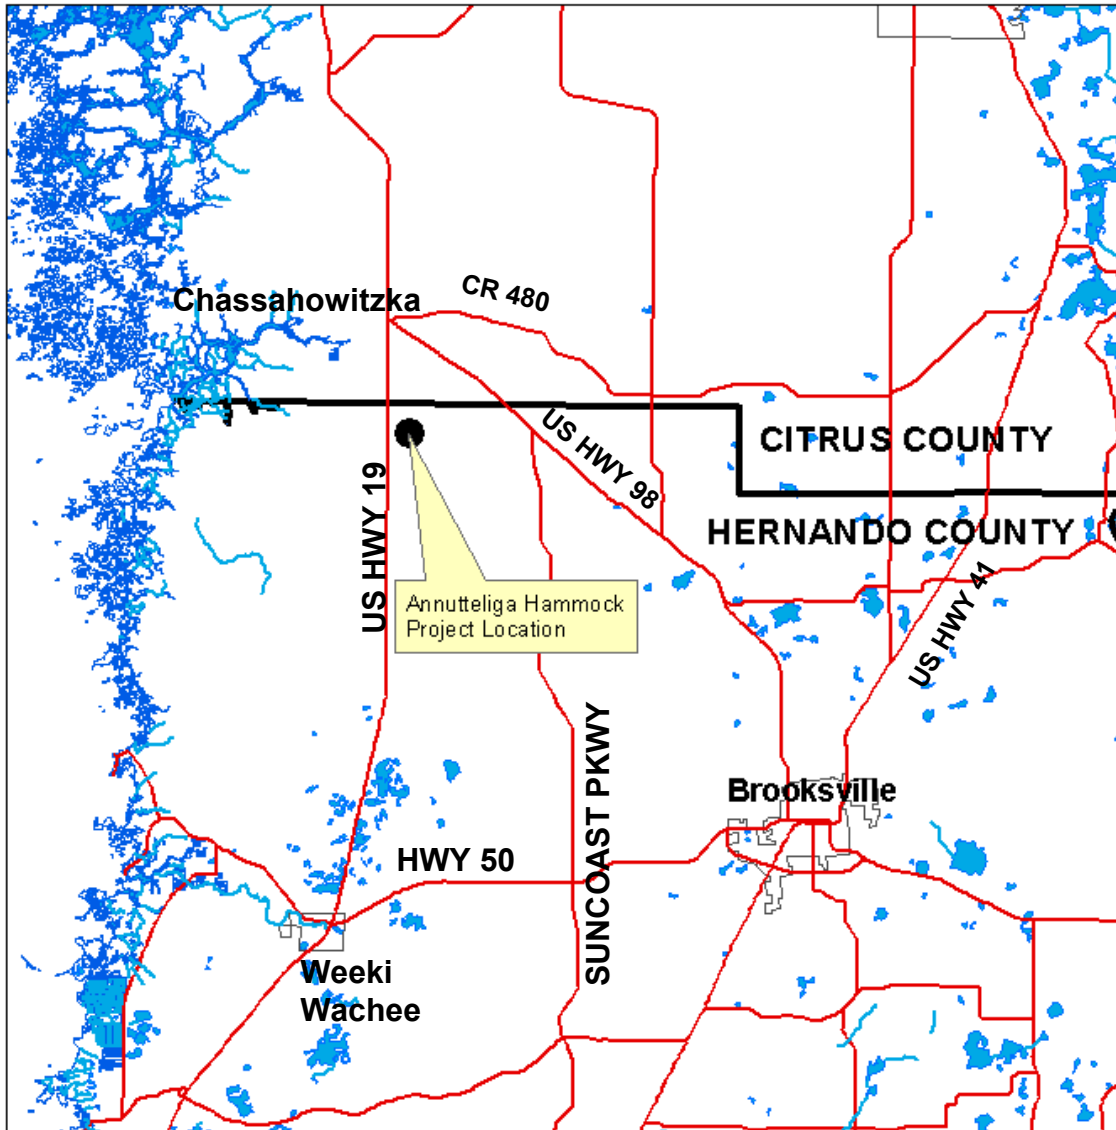 Chassahowitzka
CR 480
US HWY 98
CITRUS COUNTY
US HWY 19
HERNANDO COUNTY
Annutteliga Hammock
Project Location
US HWY 41
SUNCOAST PKWY
Brooksville
HWY 50
Weeki
Wachee